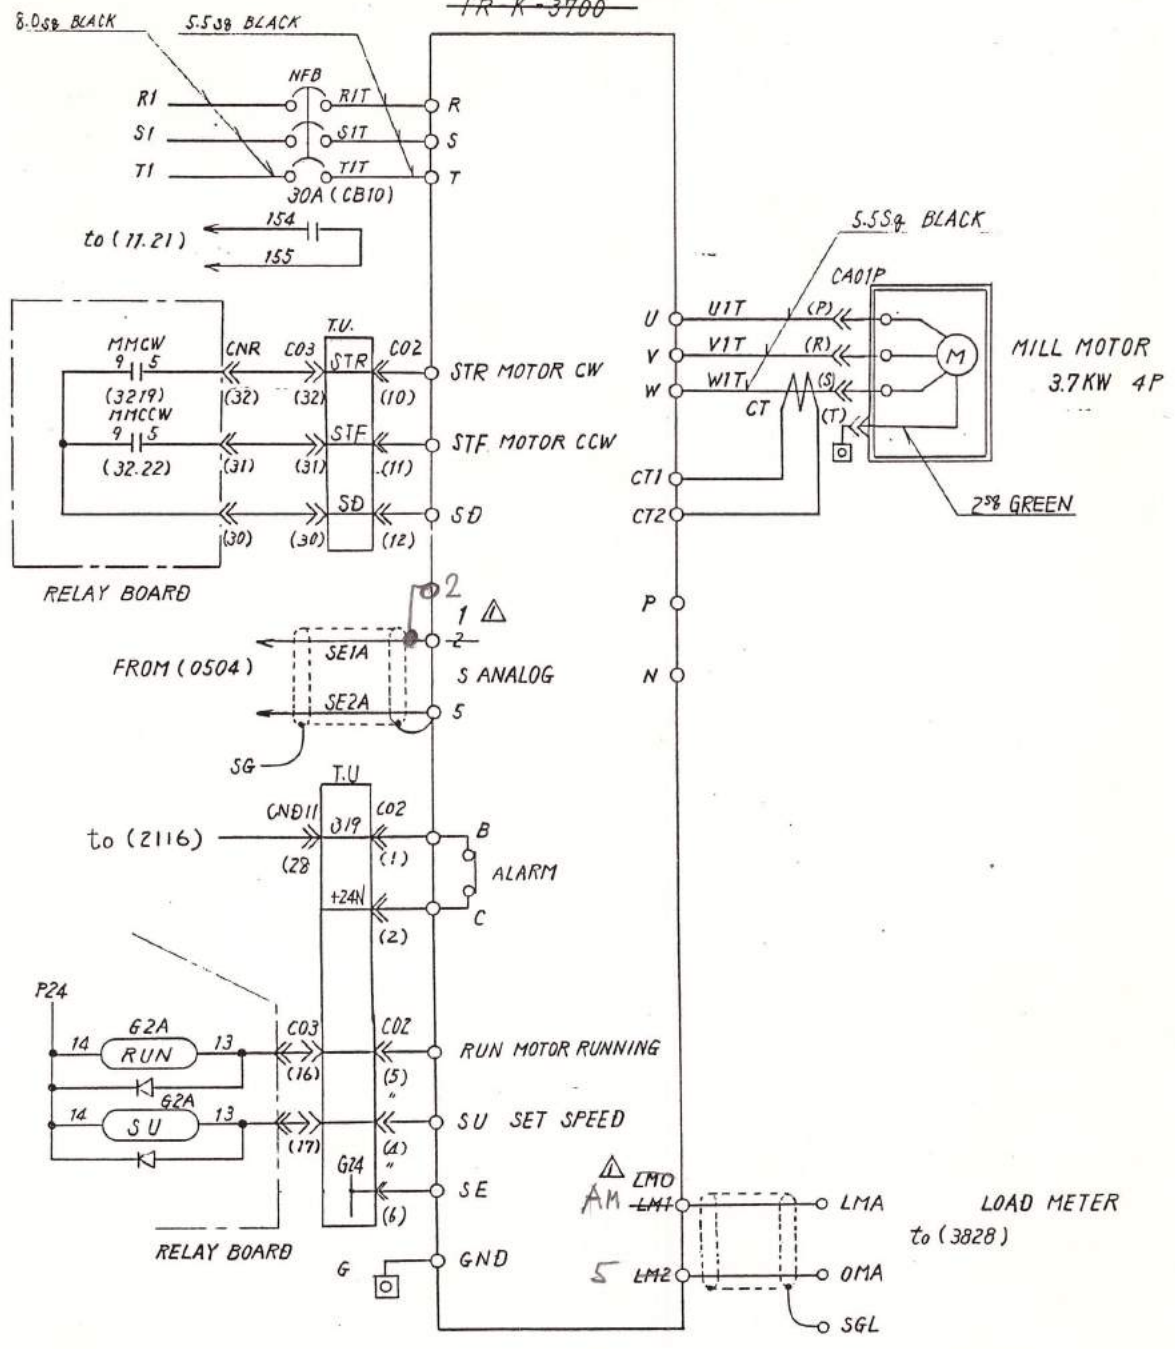 FR-K-3700
8.0sq BLACK 5.5sq BLACK
NFB
R1 R1T R
S1 S1T S
T1 T1T T
30A (CB10)
154
to (11.21)
155
5.5Sq BLACK
CA01P
U U1T (P)
V V1T (R) M
W W1T (S)
CT (T)
MILL MOTOR
3.7KW 4P
CT1
CT2
2sq GREEN
T.U.
MMCW CNR C03 C02
9 5 STR STR MOTOR CW
(3219) (32) (32) (10)
MMCCW
9 5 STF STF MOTOR CCW
(32.22) (31) (31) (11)
SD SD
(30) (30) (12)
RELAY BOARD
2
1 1
2
SE1A
FROM (0504) S ANALOG
SE2A 5
SG
P
N
T.U
CND11 C02
to (2116) 319 B
(28 (1)
ALARM
+24N
C
(2)
P24
G2A C03 C02
14 RUN 13 RUN MOTOR RUNNING
(16) (5)
G2A "
14 SU 13 SU SET SPEED
(17) (4)
G24 "
SE
(6)
RELAY BOARD
G GND
1 LM0
AM LM1 LMA LOAD METER
to (3828)
5 LM2 OMA
SGL